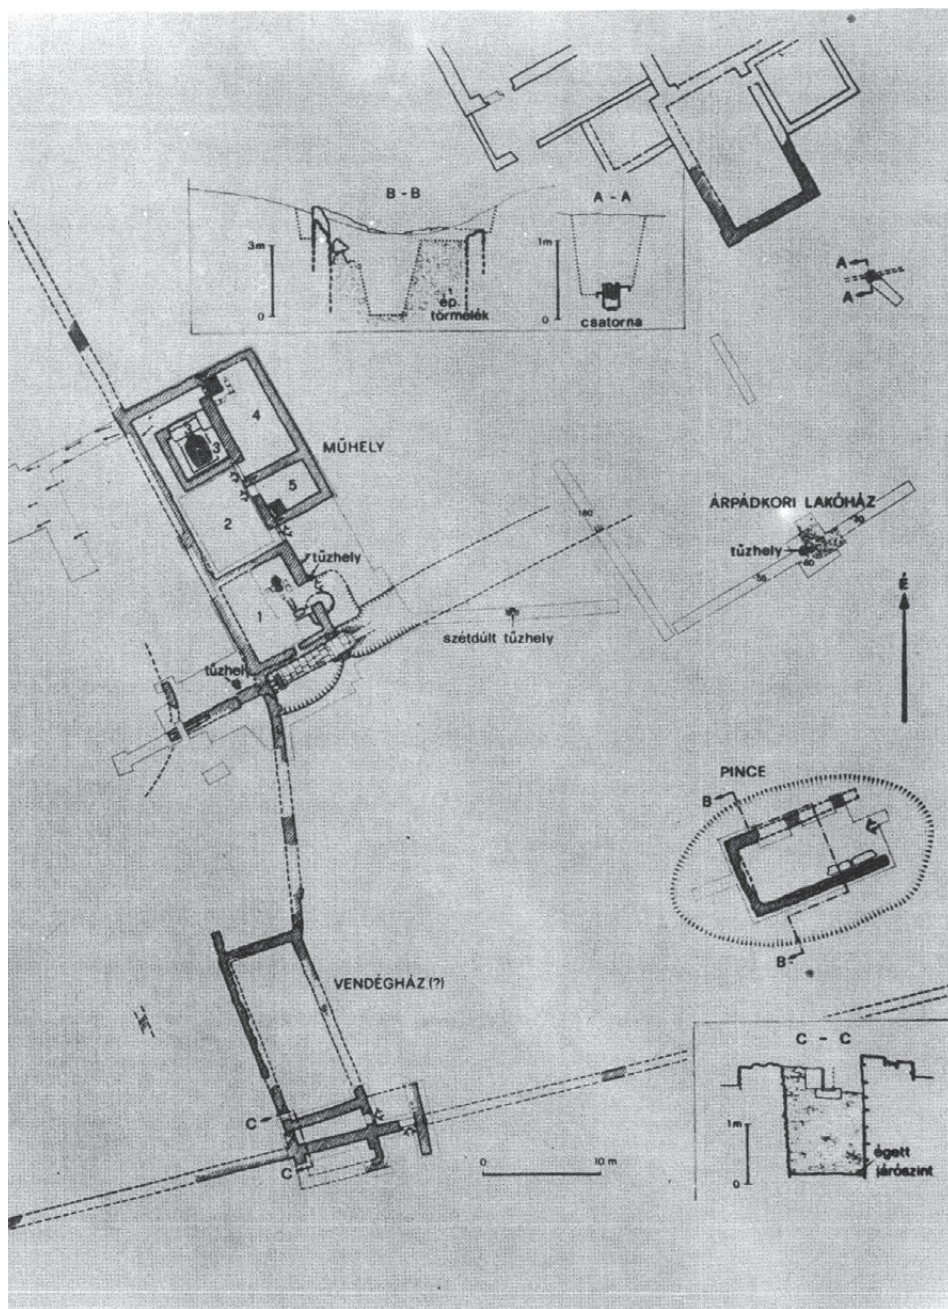 B - B
A - A
3m
0
ép.
törmelék
1m
0
csatorna
A
A
4
3
MŰHELY
5
2
ÁRPÁDKORI LAKÓHÁZ
tűzhely
tűzhely
1
szétdúlt tűzhely
É
tűzhely
PINCE
B
B
VENDÉGHÁZ (?)
C - C
C
C
1m
0
égett
járószint
0 10 m